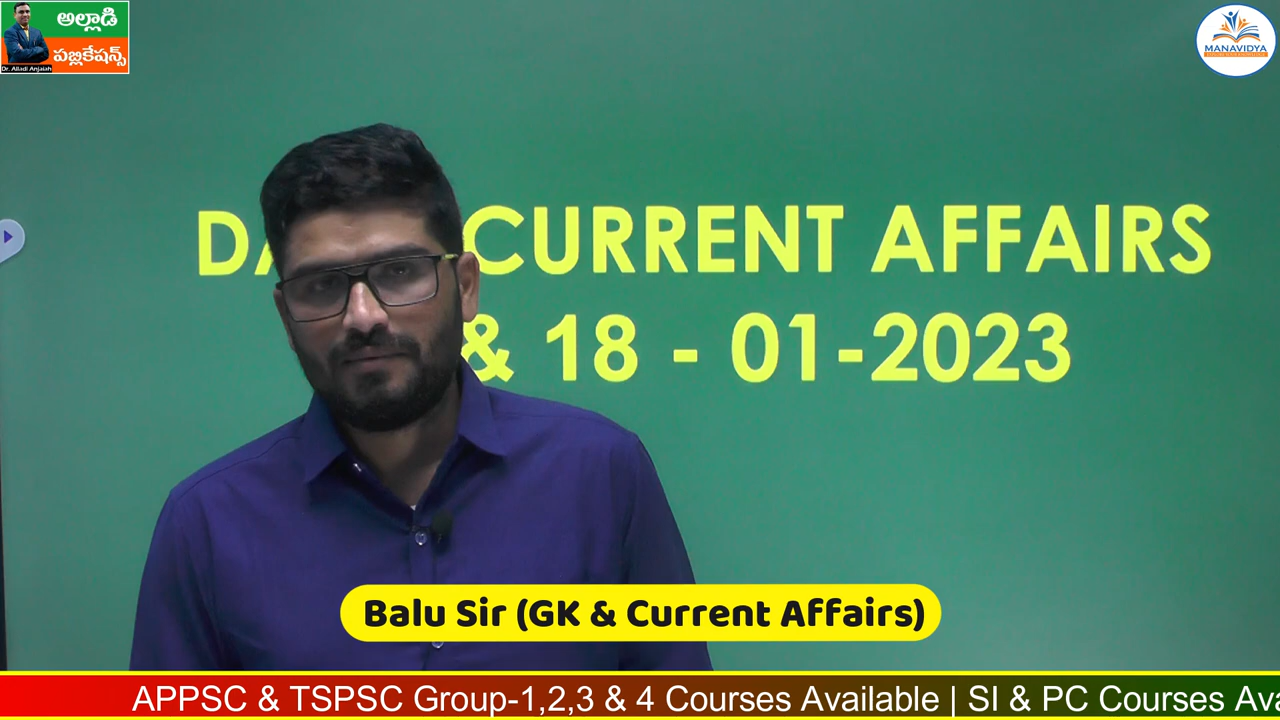 అల్లాడి
పబ్లికేషన్స్
Dr. Alladi Anjaiah
MANAVIDYA
CURRENT AFFAIRS
& 18 - 01-2023
Balu Sir (GK & Current Affairs)
APPSC & TSPSC Group-1,2,3 & 4 Courses Available | SI & PC Courses Ava